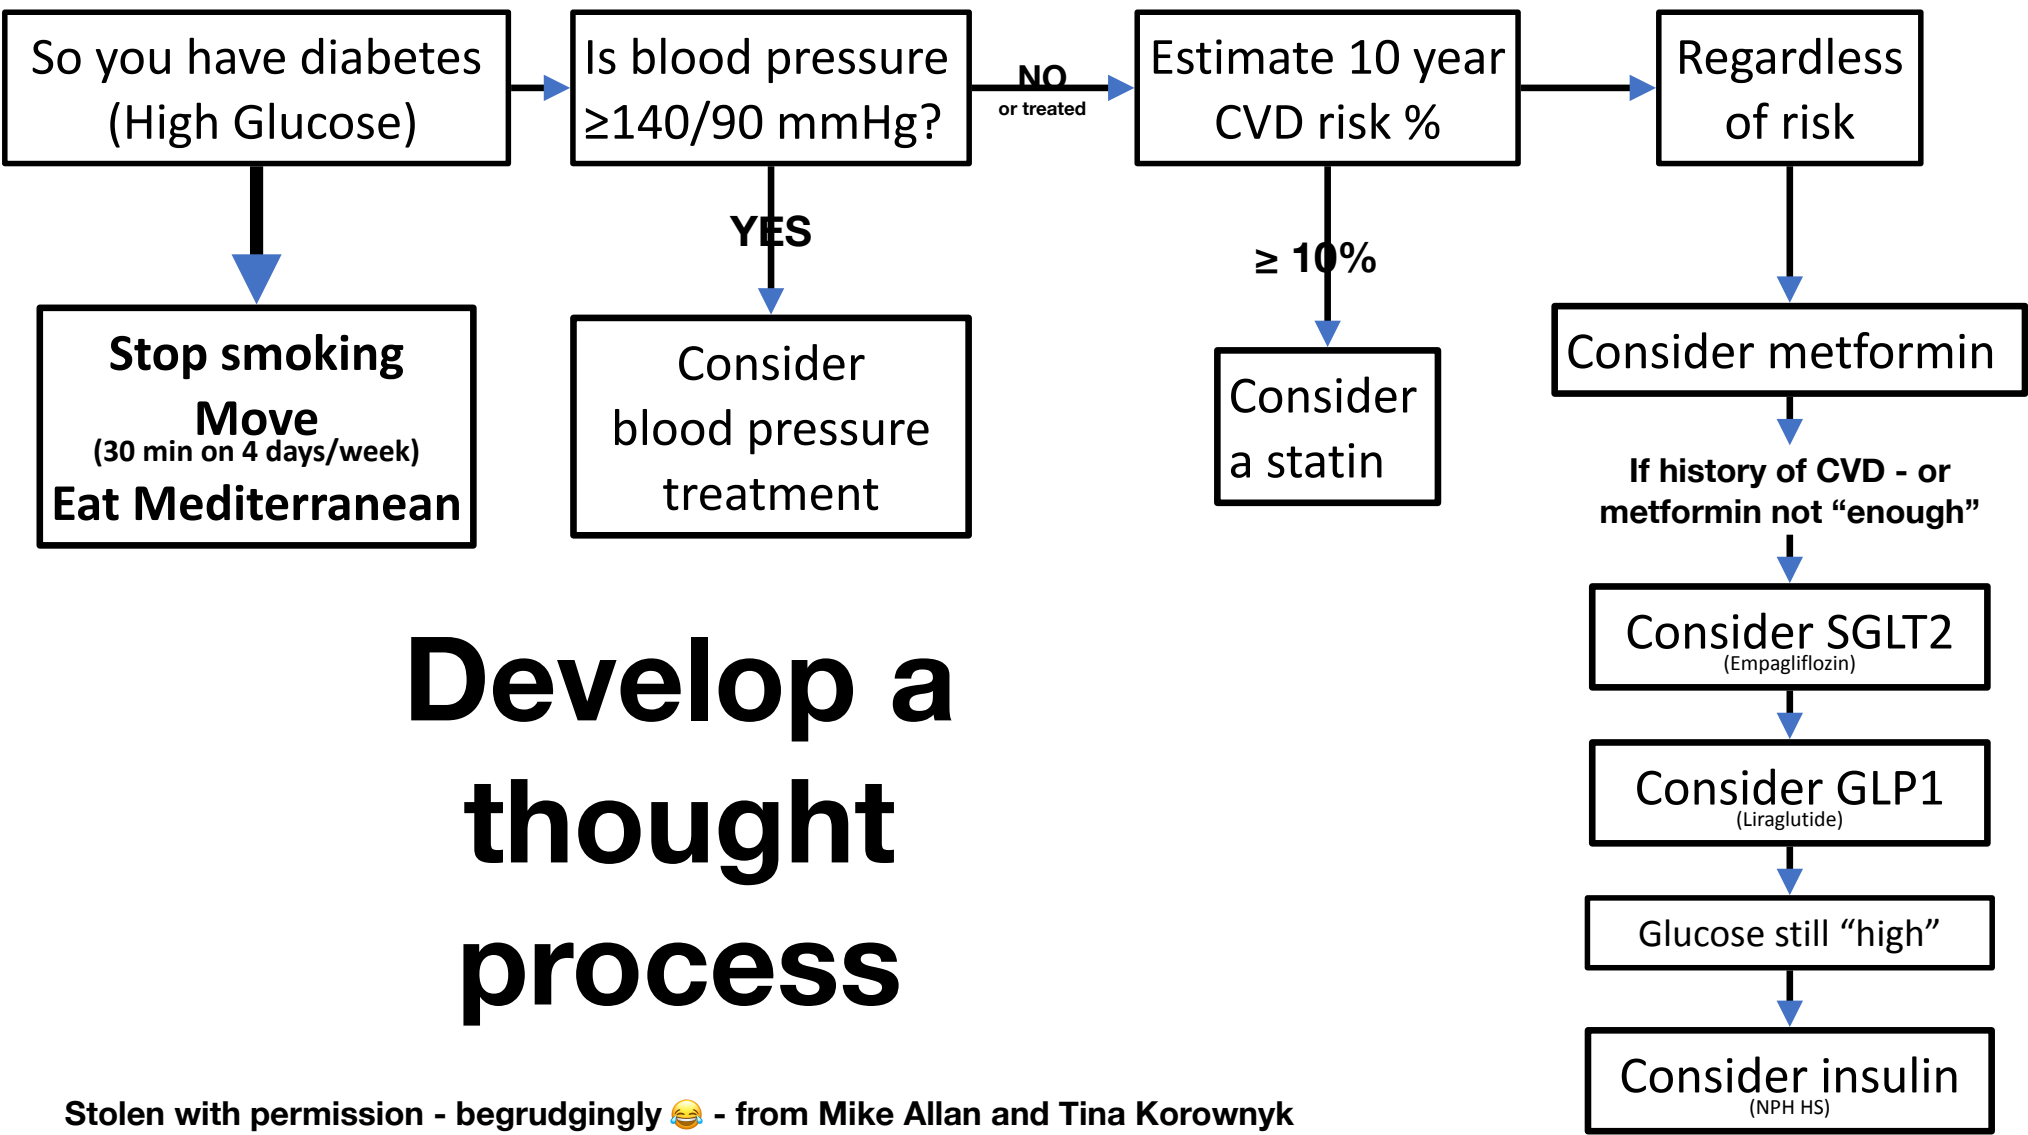 So you have diabetes
(High Glucose)
Is blood pressure
≥140/90 mmHg?
NO
or treated
Estimate 10 year
CVD risk %
Regardless
of risk
YES
≥ 10%
Stop smoking
Move
(30 min on 4 days/week)
Eat Mediterranean
Consider
blood pressure
treatment
Consider
a statin
Consider metformin
If history of CVD - or
metformin not “enough”
Consider SGLT2
(Empagliflozin)
Consider GLP1
(Liraglutide)
Glucose still “high”
Consider insulin
(NPH HS)
Develop a
thought
process
Stolen with permission - begrudgingly 😂 - from Mike Allan and Tina Korownyk